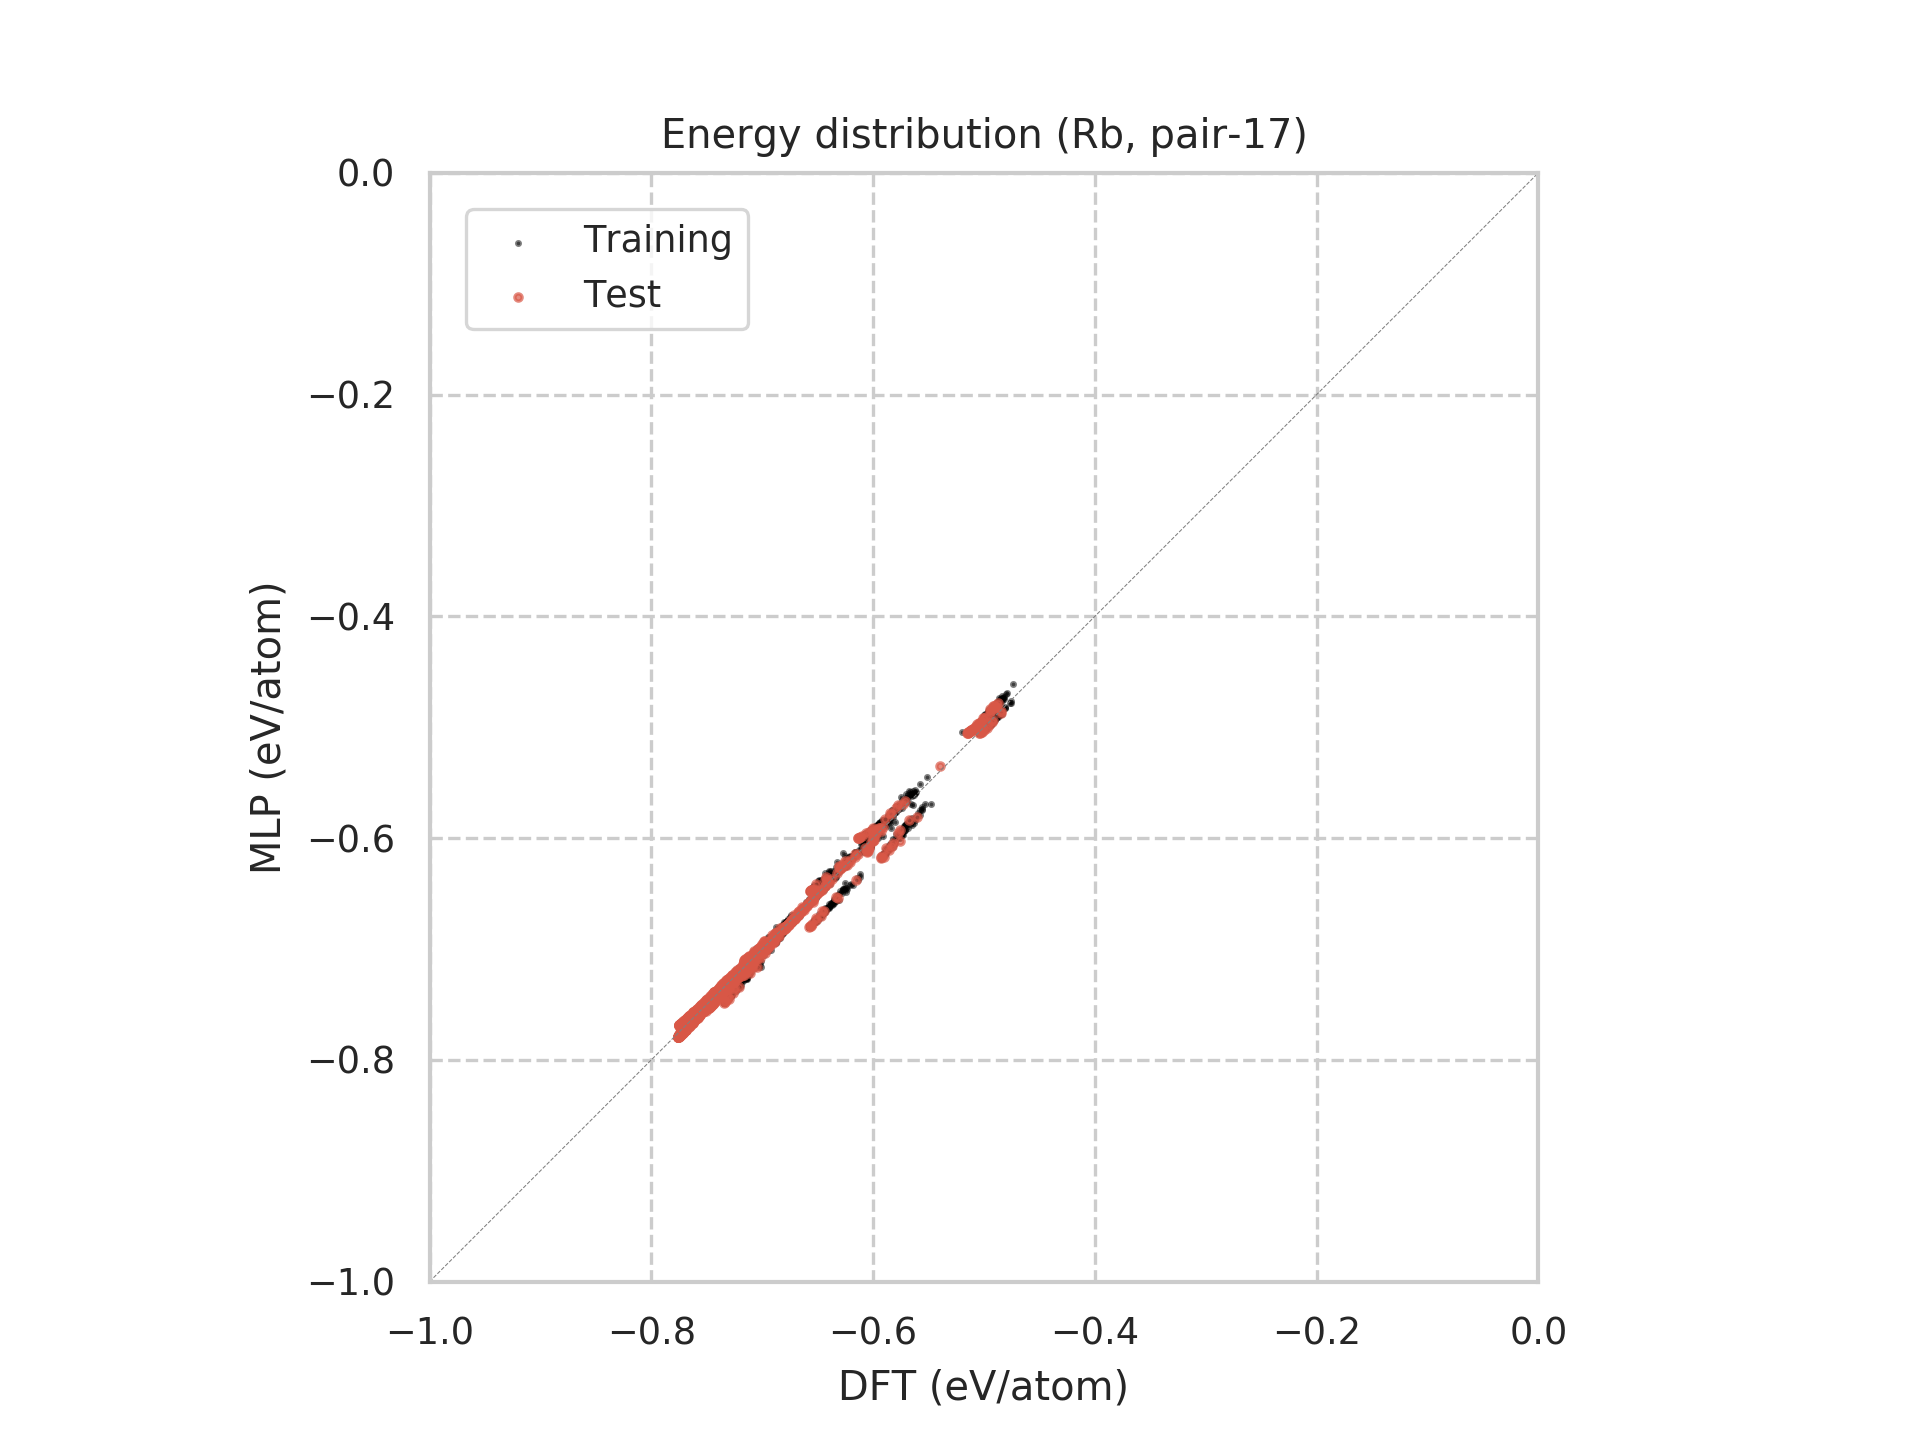 Energy distribution (Rb, pair-17)
0.0
Training
Test
−0.2
−0.4
−0.6
−0.8
−1.0
MLP (eV/atom)
−1.0 −0.8 −0.6 −0.4 −0.2 0.0
DFT (eV/atom)